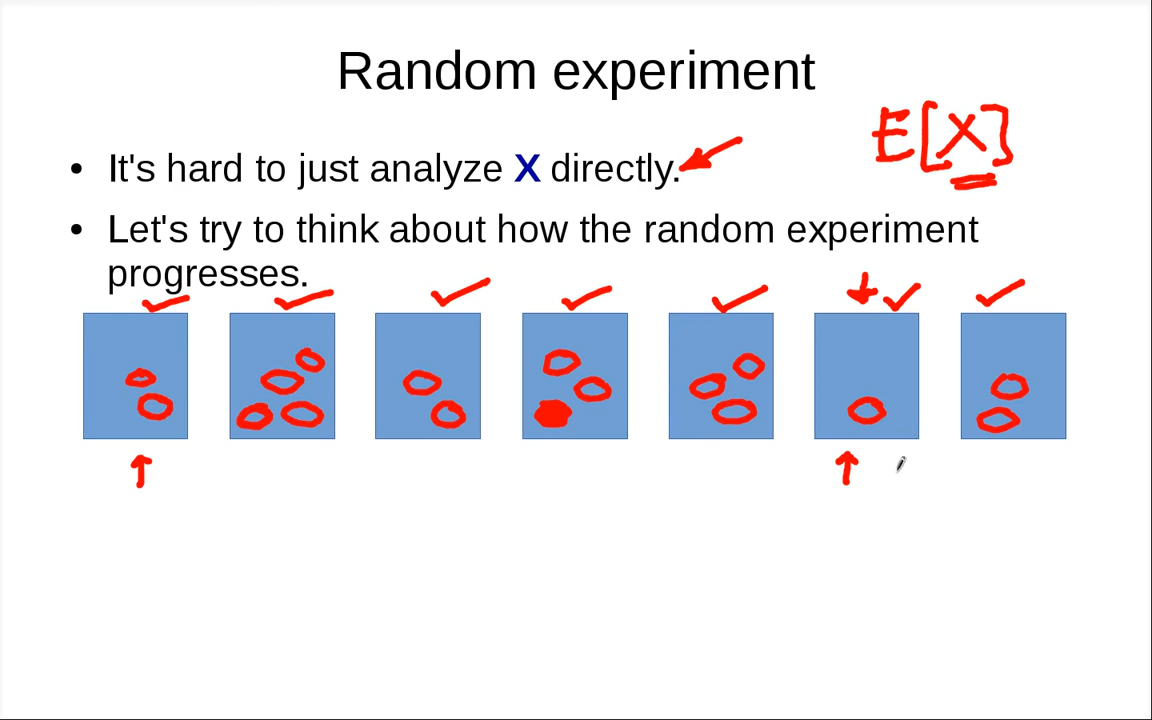 Random experiment
E[X]
• It's hard to just analyze X directly.
• Let's try to think about how the random experiment
progresses.